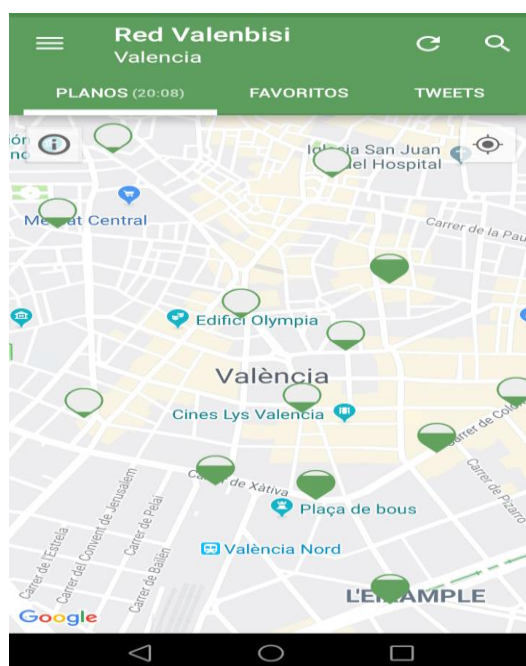 Red Valenbisi
Valencia
PLANOS (20:08)
FAVORITOS
TWEETS
San Juan
del Hospital
Central
Carrer de la Pau
Edifici Olympia
València
Cines Lys Valencia
Carrer de Xàtiva
Carrer de Pizarro
Plaça de bous
València Nord
Carrer de l'Estrela
Carrer del Convent de Jerusalem
Carrer de Pelai
Carrer de Bailén
Google